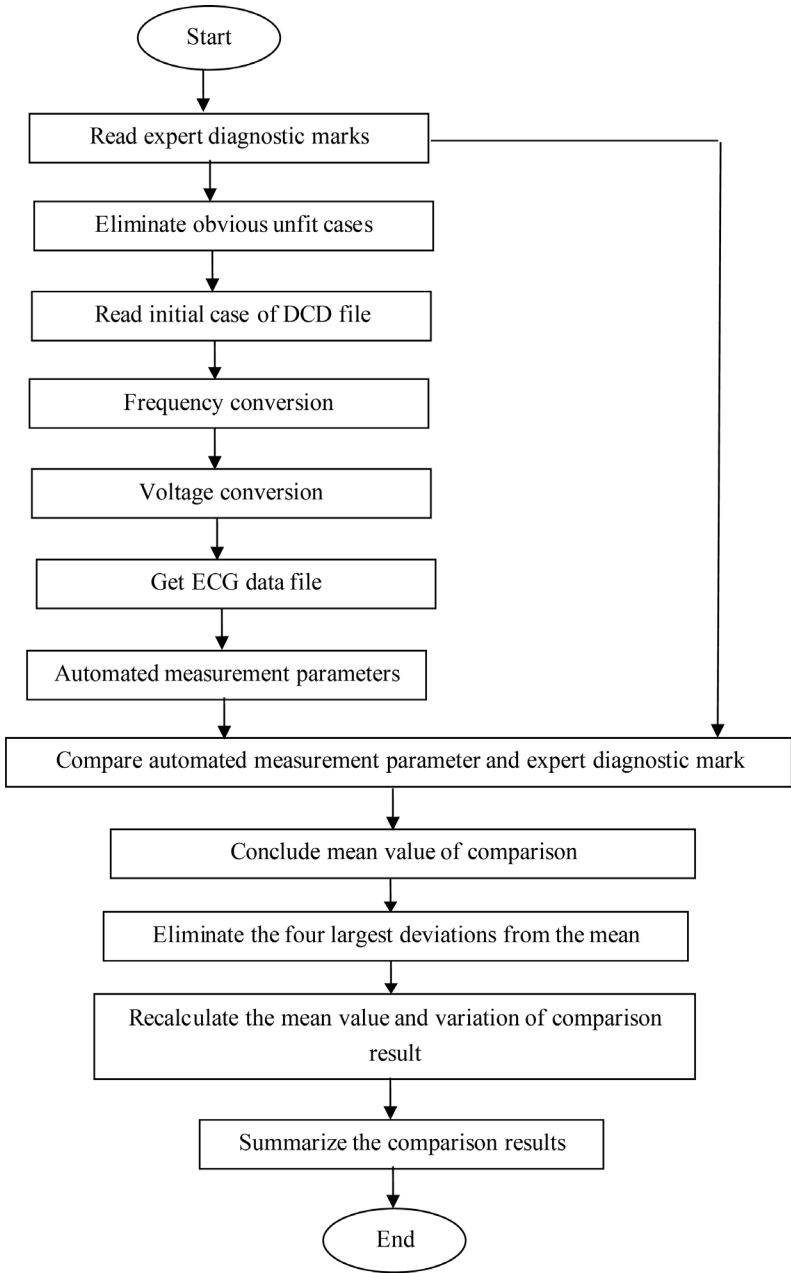 Start
Read expert diagnostic marks
Eliminate obvious unfit cases
Read initial case of DCD file
Frequency conversion
Voltage conversion
Get ECG data file
Automated measurement parameters
Compare automated measurement parameter and expert diagnostic mark
Conclude mean value of comparison
Eliminate the four largest deviations from the mean
Recalculate the mean value and variation of comparison
result
Summarize the comparison results
End